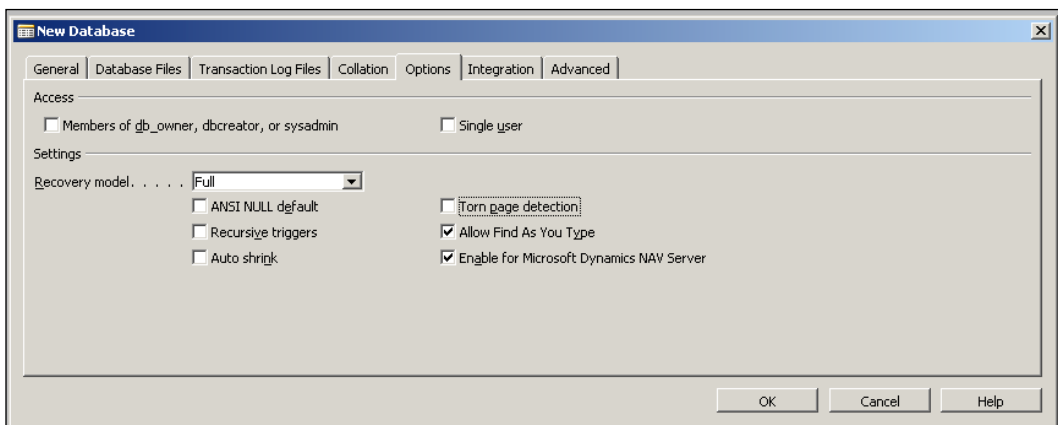 New Database
General Database Files Transaction Log Files Collation Options Integration Advanced
Access
Members of db_owner, dbcreator, or sysadmin Single user
Settings
Recovery model. . . . . Full
ANSI NULL default Torn page detection
Recursive triggers Allow Find As You Type
Auto shrink Enable for Microsoft Dynamics NAV Server
OK Cancel Help